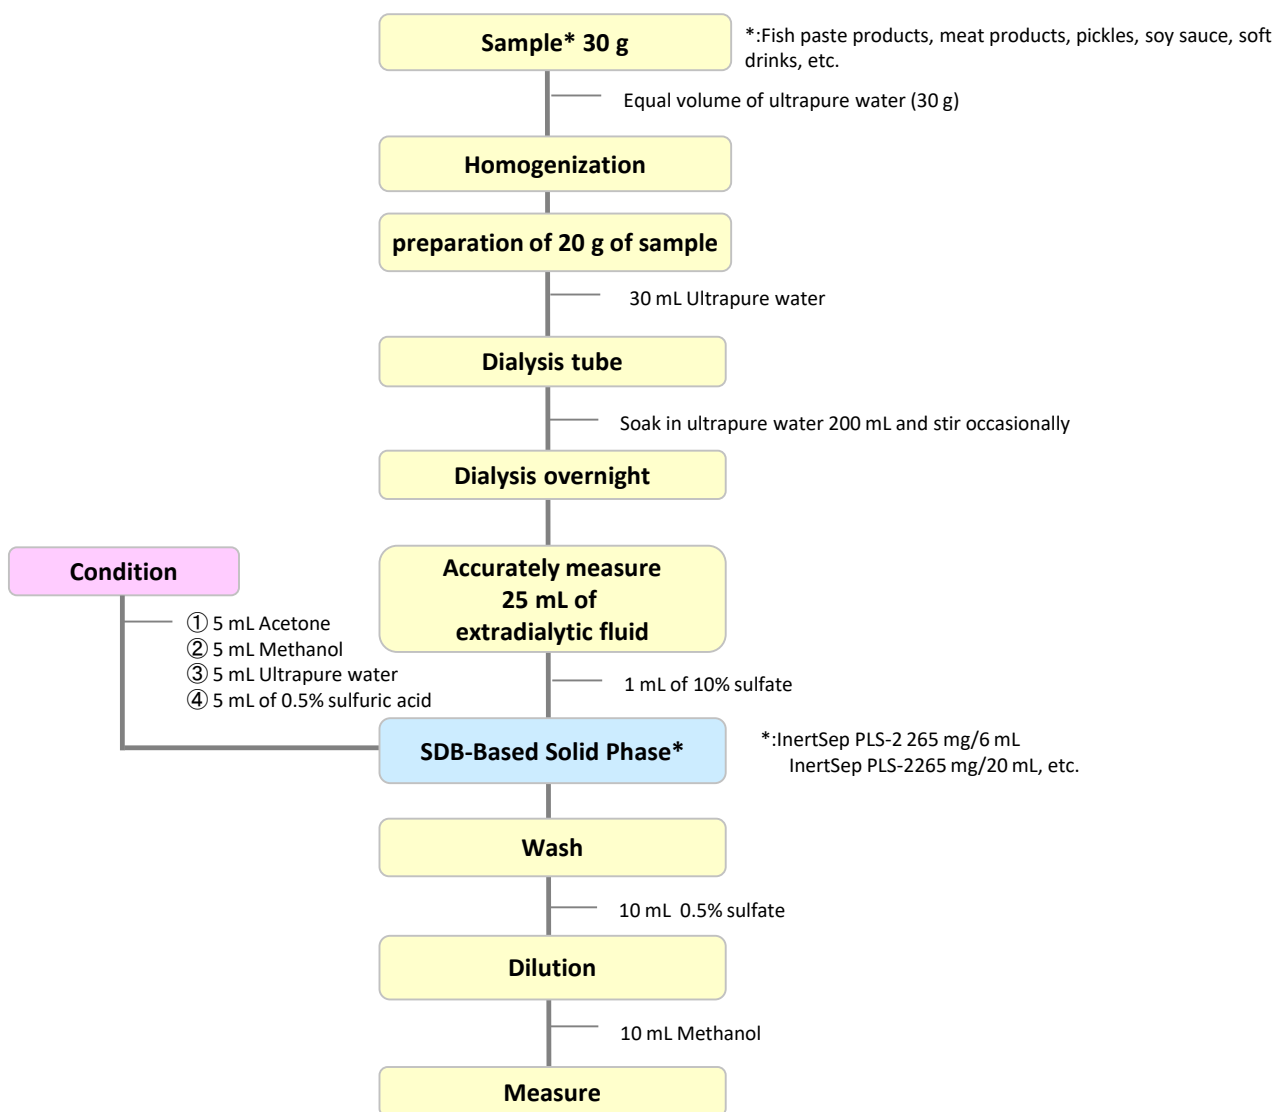 Sample* 30 g
*:Fish paste products, meat products, pickles, soy sauce, soft
drinks, etc.
Equal volume of ultrapure water (30 g)
Homogenization
preparation of 20 g of sample
30 mL Ultrapure water
Dialysis tube
Soak in ultrapure water 200 mL and stir occasionally
Dialysis overnight
Accurately measure
25 mL of
extradialytic fluid
Condition
① 5 mL Acetone
② 5 mL Methanol
③ 5 mL Ultrapure water
④ 5 mL of 0.5% sulfuric acid
1 mL of 10% sulfate
SDB-Based Solid Phase*
*:InertSep PLS-2 265 mg/6 mL
InertSep PLS-2265 mg/20 mL, etc.
Wash
10 mL  0.5% sulfate
Dilution
10 mL Methanol
Measure